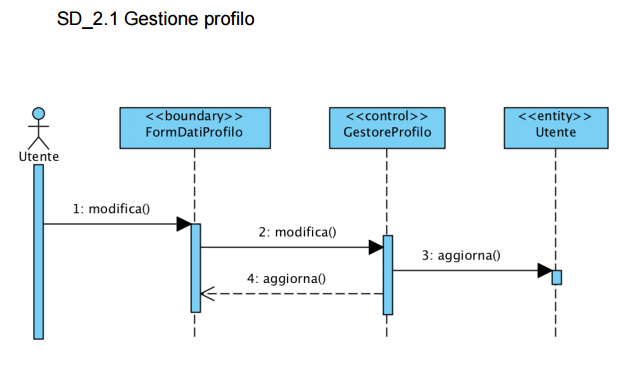 SD_2.1 Gestione profilo
<<boundary>>
FormDatiProfilo
<<control>>
GestoreProfilo
<<entity>>
Utente
Utente
1: modifica()
2: modifica()
3: aggiorna()
4: aggiorna()